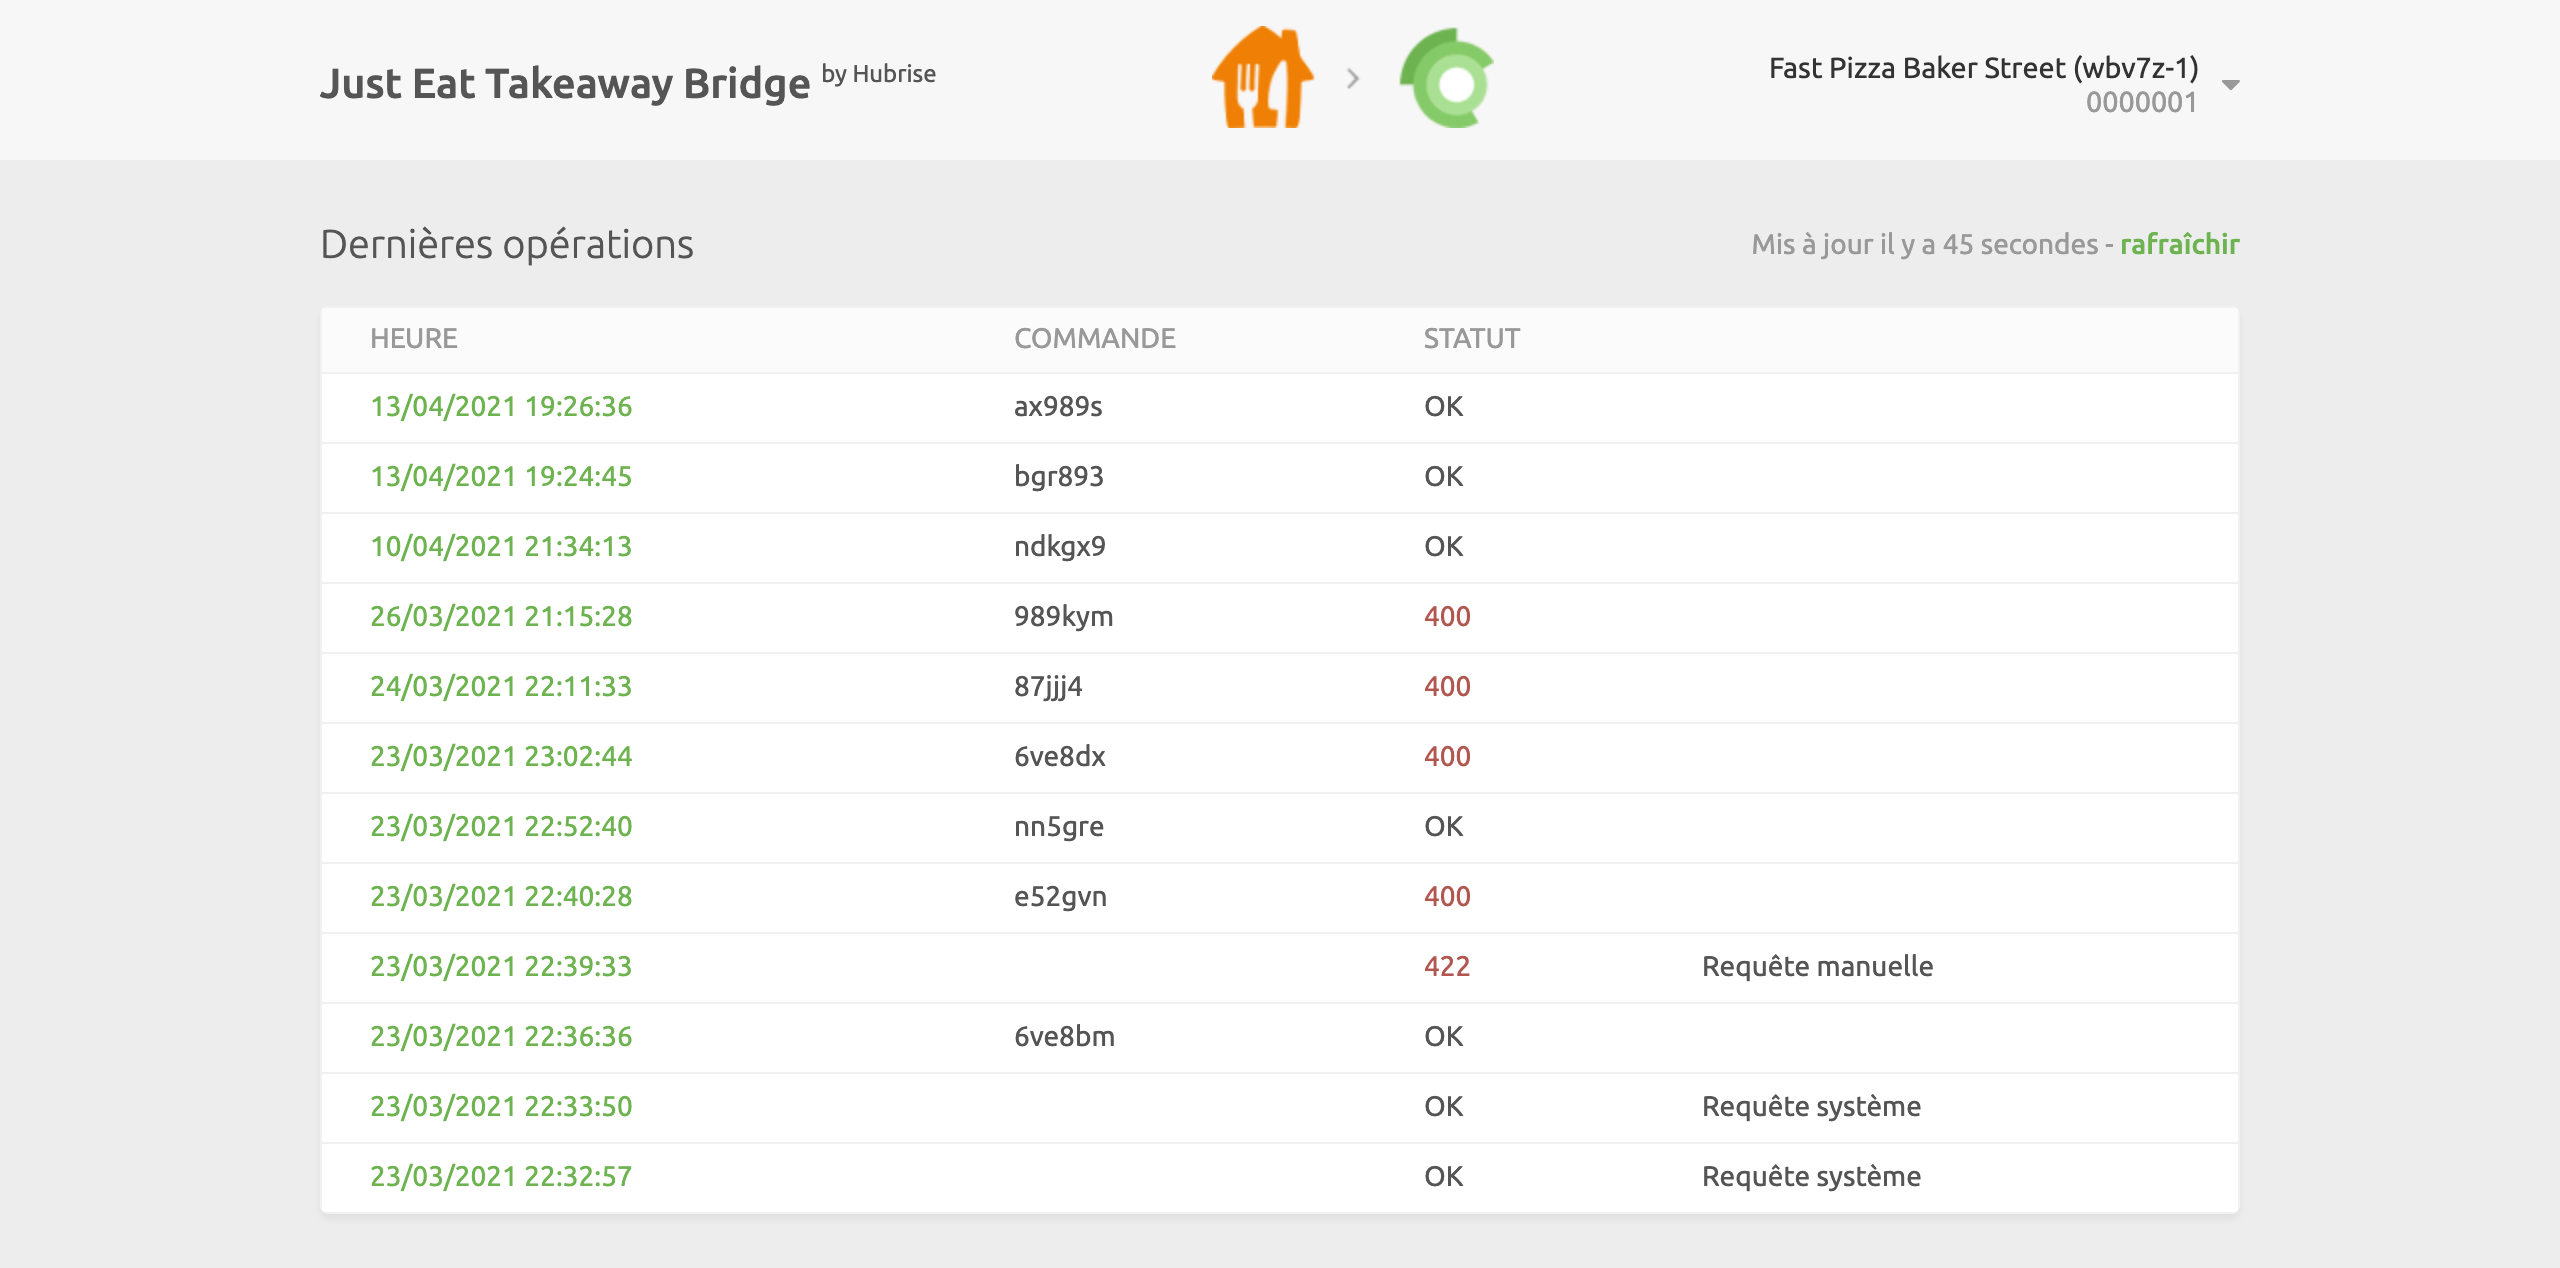 Just Eat Takeaway Bridge by Hubrise
Fast Pizza Baker Street (wbv7z-1)
0000001
Dernières opérations
Mis à jour il y a 45 secondes - rafraîchir
HEURE COMMANDE STATUT
13/04/2021 19:26:36 ax989s OK
13/04/2021 19:24:45 bgr893 OK
10/04/2021 21:34:13 ndkgx9 OK
26/03/2021 21:15:28 989kym 400
24/03/2021 22:11:33 87jjj4 400
23/03/2021 23:02:44 6ve8dx 400
23/03/2021 22:52:40 nn5gre OK
23/03/2021 22:40:28 e52gvn 400
23/03/2021 22:39:33 422 Requête manuelle
23/03/2021 22:36:36 6ve8bm OK
23/03/2021 22:33:50 OK Requête système
23/03/2021 22:32:57 OK Requête système